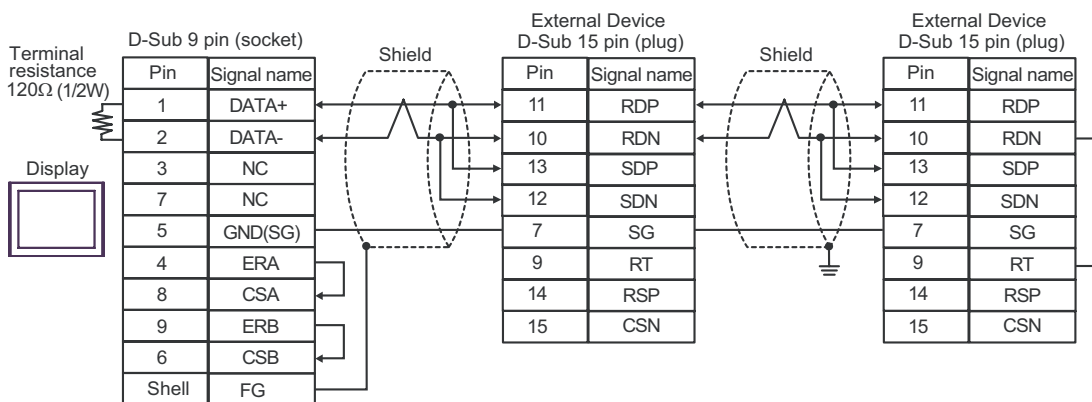 Terminal
resistance
120Ω (1/2W)
Display
D-Sub 9 pin (socket)
Pin Signal name
1 DATA+
2 DATA-
3 NC
7 NC
5 GND(SG)
4 ERA
8 CSA
9 ERB
6 CSB
Shell FG
Shield
External Device
D-Sub 15 pin (plug)
Pin Signal name
11 RDP
10 RDN
13 SDP
12 SDN
7 SG
9 RT
14 RSP
15 CSN
Shield
External Device
D-Sub 15 pin (plug)
Pin Signal name
11 RDP
10 RDN
13 SDP
12 SDN
7 SG
9 RT
14 RSP
15 CSN